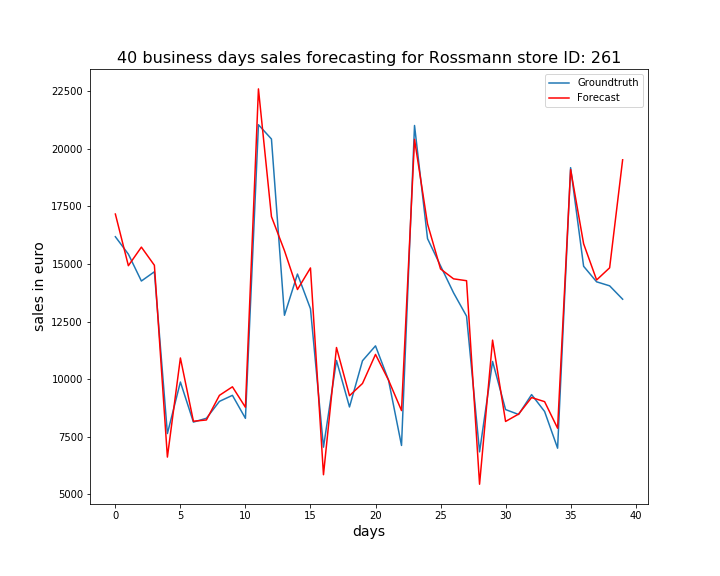 40 business days sales forecasting for Rossmann store ID: 261
Groundtruth
Forecast
sales in euro
22500
20000
17500
15000
12500
10000
7500
5000
0 5 10 15 20 25 30 35 40
days